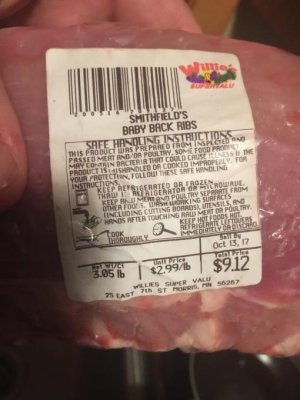 Willie's
SUPERVALU
SMITHFIELD'S
BABY BACK RIBS
SAFE HANDLING INSTRUCTIONS
THIS PRODUCT WAS PREPARED FROM INSPECTED AND
PASSED MEAT AND/OR POULTRY. SOME FOOD PRODUCTS
MAY CONTAIN BACTERIA THAT COULD CAUSE ILLNESS IF THE
PRODUCT IS MISHANDLED OR COOKED IMPROPERLY. FOR
YOUR PROTECTION, FOLLOW THESE SAFE HANDLING
INSTRUCTIONS.
KEEP REFRIGERATED OR FROZEN.
THAW IN REFRIGERATOR OR MICROWAVE.
KEEP RAW MEAT AND POULTRY SEPARATE FROM
OTHER FOODS. WASH WORKING SURFACES
(INCLUDING CUTTING BOARDS), UTENSILS, AND
HANDS AFTER TOUCHING RAW MEAT OR POULTRY.
COOK
THOROUGHLY
KEEP HOT FOODS HOT.
REFRIGERATE LEFTOVERS
IMMEDIATELY OR DISCARD.
Sell By
Oct 13, 17
Net Wt/Ct
3.05 lb
Unit Price
$2.99/lb
Total Price
$9.12
WILLIES SUPER VALU
25 EAST 7th ST MORRIS, MN 56267